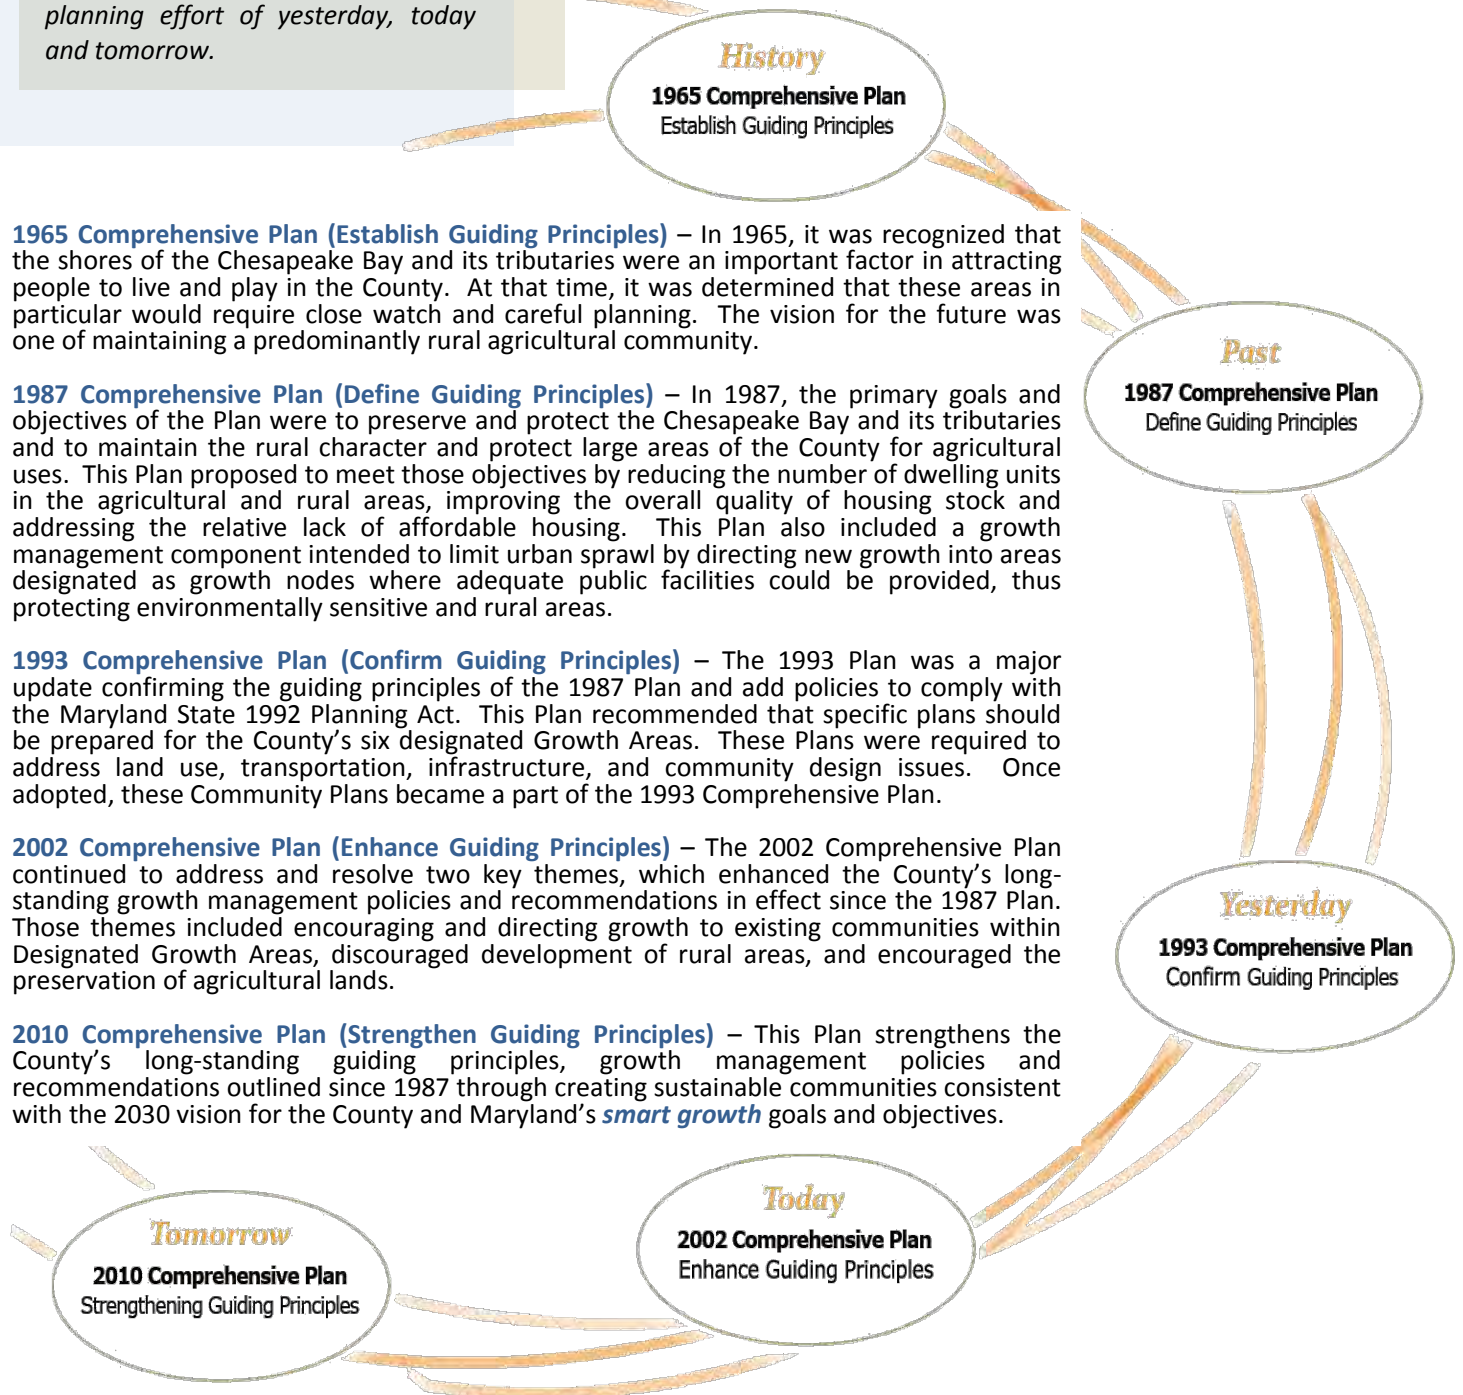 planning effort of yesterday, today
and tomorrow.
History
1965 Comprehensive Plan
Establish Guiding Principles
1965 Comprehensive Plan (Establish Guiding Principles) – In 1965, it was recognized that
the shores of the Chesapeake Bay and its tributaries were an important factor in attracting
people to live and play in the County. At that time, it was determined that these areas in
particular would require close watch and careful planning. The vision for the future was
one of maintaining a predominantly rural agricultural community.
Past
1987 Comprehensive Plan
Define Guiding Principles
1987 Comprehensive Plan (Define Guiding Principles) – In 1987, the primary goals and
objectives of the Plan were to preserve and protect the Chesapeake Bay and its tributaries
and to maintain the rural character and protect large areas of the County for agricultural
uses. This Plan proposed to meet those objectives by reducing the number of dwelling units
in the agricultural and rural areas, improving the overall quality of housing stock and
addressing the relative lack of affordable housing. This Plan also included a growth
management component intended to limit urban sprawl by directing new growth into areas
designated as growth nodes where adequate public facilities could be provided, thus
protecting environmentally sensitive and rural areas.
1993 Comprehensive Plan (Confirm Guiding Principles) – The 1993 Plan was a major
update confirming the guiding principles of the 1987 Plan and add policies to comply with
the Maryland State 1992 Planning Act. This Plan recommended that specific plans should
be prepared for the County’s six designated Growth Areas. These Plans were required to
address land use, transportation, infrastructure, and community design issues. Once
adopted, these Community Plans became a part of the 1993 Comprehensive Plan.
2002 Comprehensive Plan (Enhance Guiding Principles) – The 2002 Comprehensive Plan
continued to address and resolve two key themes, which enhanced the County’s long-
standing growth management policies and recommendations in effect since the 1987 Plan.
Those themes included encouraging and directing growth to existing communities within
Designated Growth Areas, discouraged development of rural areas, and encouraged the
preservation of agricultural lands.
Yesterday
1993 Comprehensive Plan
Confirm Guiding Principles
2010 Comprehensive Plan (Strengthen Guiding Principles) – This Plan strengthens the
County’s long-standing guiding principles, growth management policies and
recommendations outlined since 1987 through creating sustainable communities consistent
with the 2030 vision for the County and Maryland’s smart growth goals and objectives.
Today
2002 Comprehensive Plan
Enhance Guiding Principles
Tomorrow
2010 Comprehensive Plan
Strengthening Guiding Principles